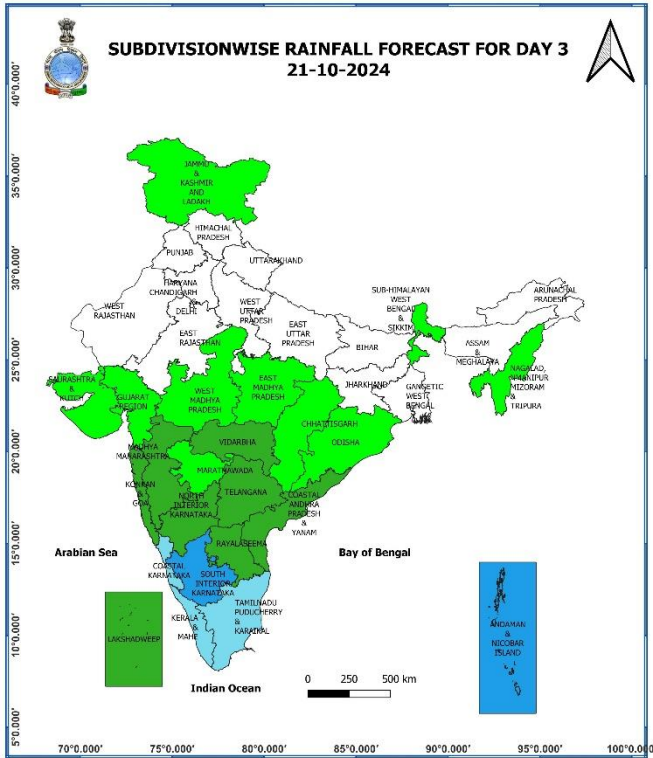 SUBDIVISIONWISE RAINFALL FORECAST FOR DAY 3
21-10-2024
40°0.000'
35°0.000'
30°0.000'
25°0.000'
20°0.000'
15°0.000'
10°0.000'
5°0.000'
JAMMU
&
KASHMIR
AND
LADAKH
HIMACHAL
PRADESH
PUNJAB
UTTARAKHAND
HARYANA
CHANDIGARH
&
DELHI
WEST
RAJASTHAN
WEST
UTTAR
PRADESH
EAST
RAJASTHAN
EAST
UTTAR
PRADESH
SUB-HIMALAYAN
WEST
BENGAL
&
SIKKIM
ARUNACHAL
PRADESH
BIHAR
ASSAM
&
MEGHALAYA
NAGALAD,
MANIPUR
MIZORAM
&
TRIPURA
JHARKHAND
GANGETIC
WEST
BENGAL
SAURASHTRA
&
KUTCH
GUJARAT
REGION
WEST
MADHYA
PRADESH
EAST
MADHYA
PRADESH
CHHATTISGARH
ODISHA
VIDARBHA
MADHYA
MAHARASHTRA
MARATHAWADA
KONKAN
&
GOA
NORTH
INTERIOR
KARNATAKA
TELANGANA
COASTAL
ANDHRA
PRADESH
&
YANAM
RAYALASEEMA
Arabian Sea
Bay of Bengal
COASTAL
KARNATAKA
SOUTH
INTERIOR
KARNATAKA
TAMILNADU
PUDUCHERRY
&
KARAIKAL
KERALA
&
MAHE
LAKSHADWEEP
ANDAMAN
&
NICOBAR
ISLAND
Indian Ocean
0 250 500 km
70°0.000' 75°0.000' 80°0.000' 85°0.000' 90°0.000' 95°0.000' 100°0.000'